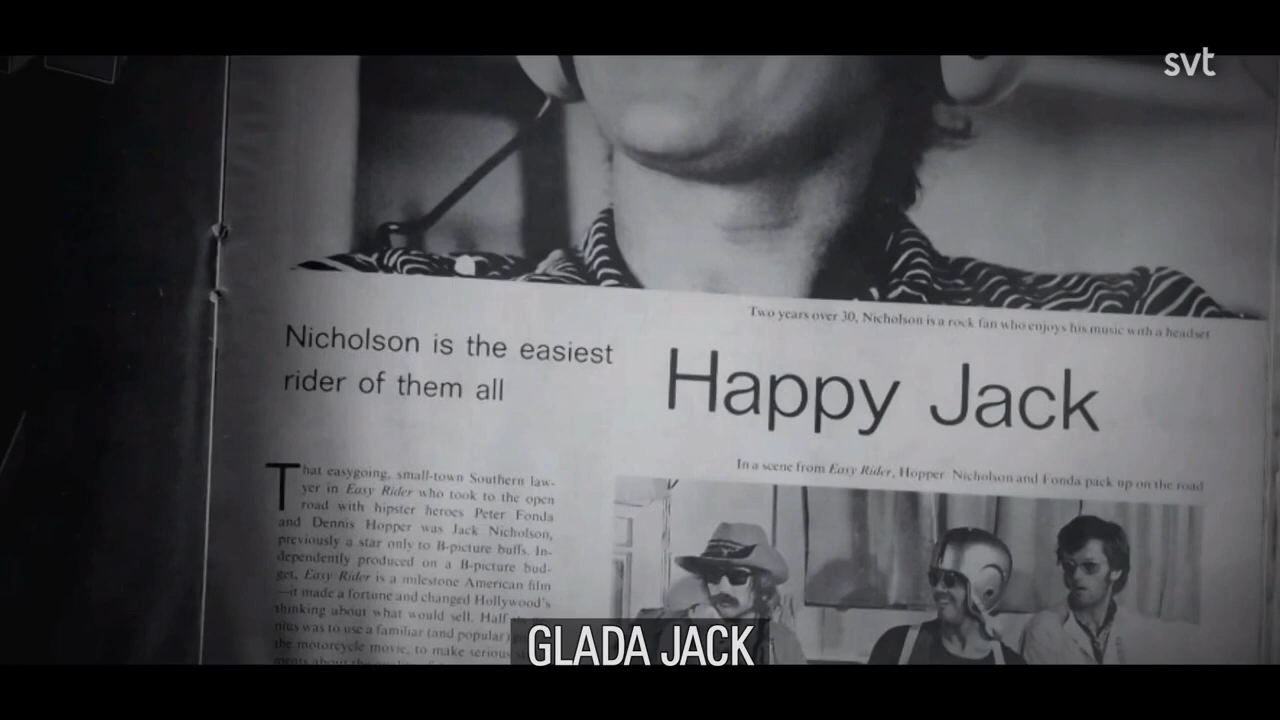 svt
Two years over 30, Nicholson is a rock fan who enjoys his music with a headset
Nicholson is the easiest
rider of them all
Happy Jack
In a scene from Easy Rider, Hopper Nicholson and Fonda pack up on the road
That easygoing, small-town Southern law-
yer in Easy Rider who took to the open
road with hipster heroes Peter Fonda
and Dennis Hopper was Jack Nicholson,
previously a star only to B-picture buffs. In-
dependently produced on a B-picture bud-
get, Easy Rider is a milestone American film
—it made a fortune and changed Hollywood's
thinking about what would sell. Half
nius was to use a familiar (and popular)
the motorcycle movie, to make serious
ments about the
GLADA JACK